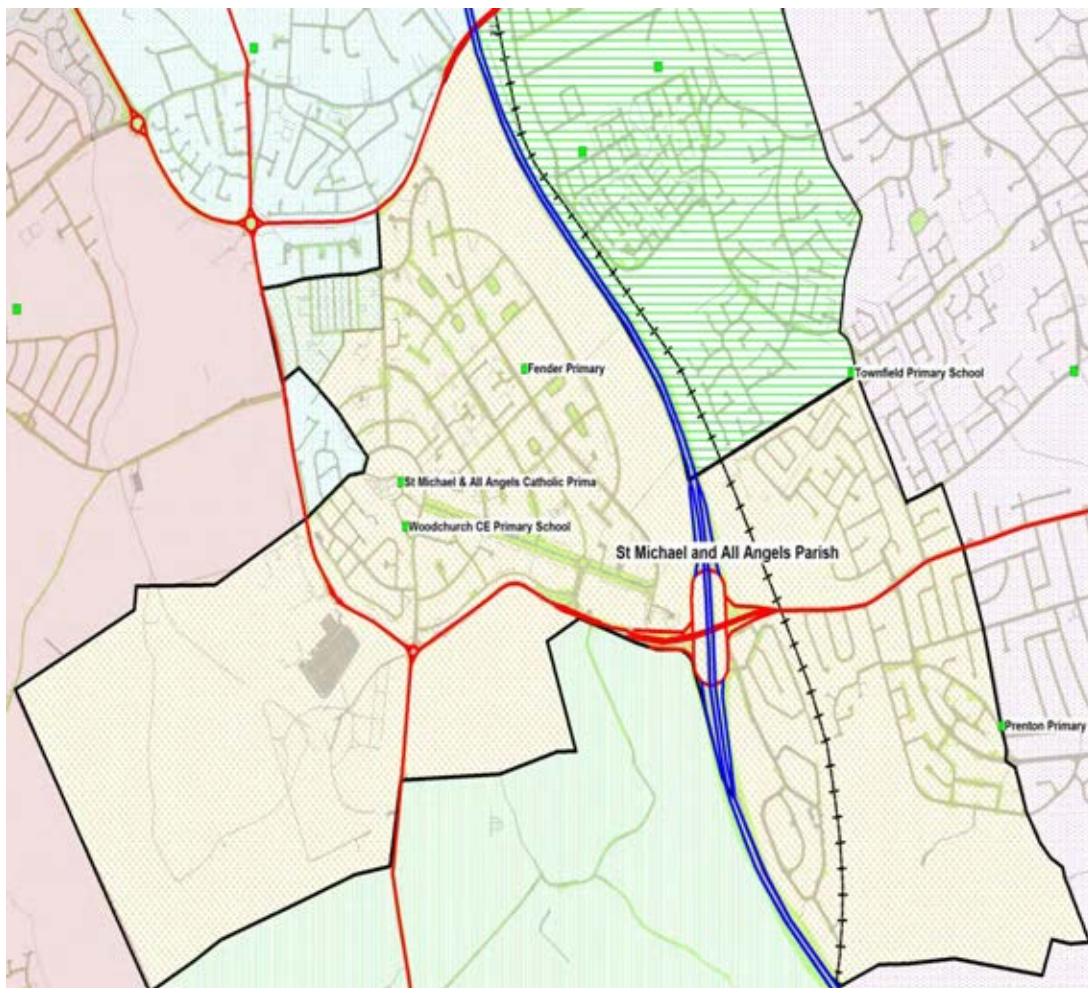 Fender Primary
Townfield Primary School
St Michael & All Angels Catholic Prima
Woodchurch CE Primary School
St Michael and All Angels Parish
Prenton Primary